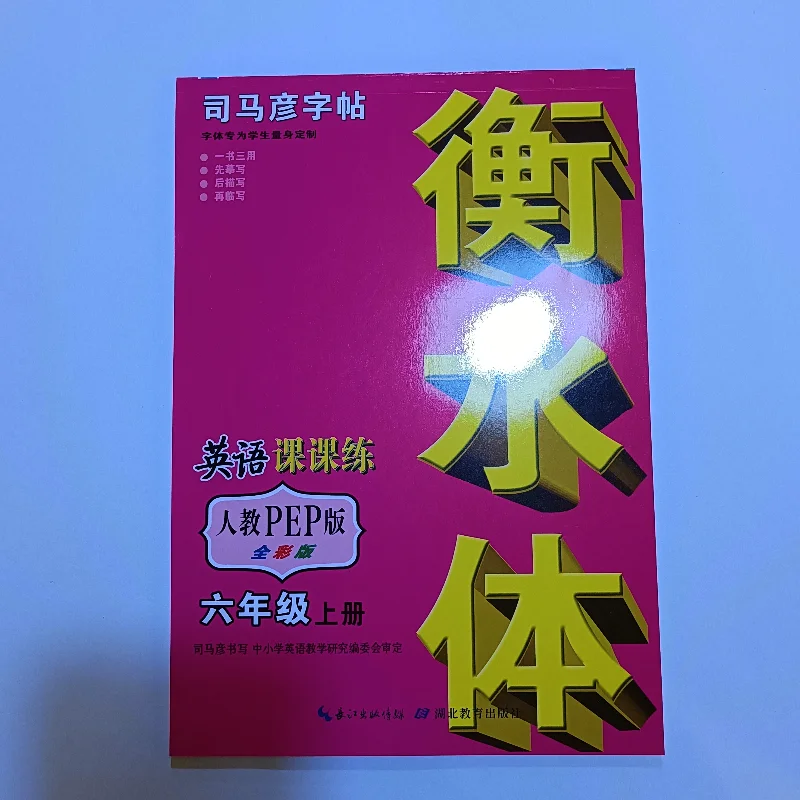 司马彦字帖
字体专为学生量身定制
一书三用
先摹写
后描写
再临写
衡水体
英语课课练
人教PEP版
全彩版
六年级上册
司马彦书写 中小学英语教学研究编委会审定
长江出版传媒 湖北教育出版社